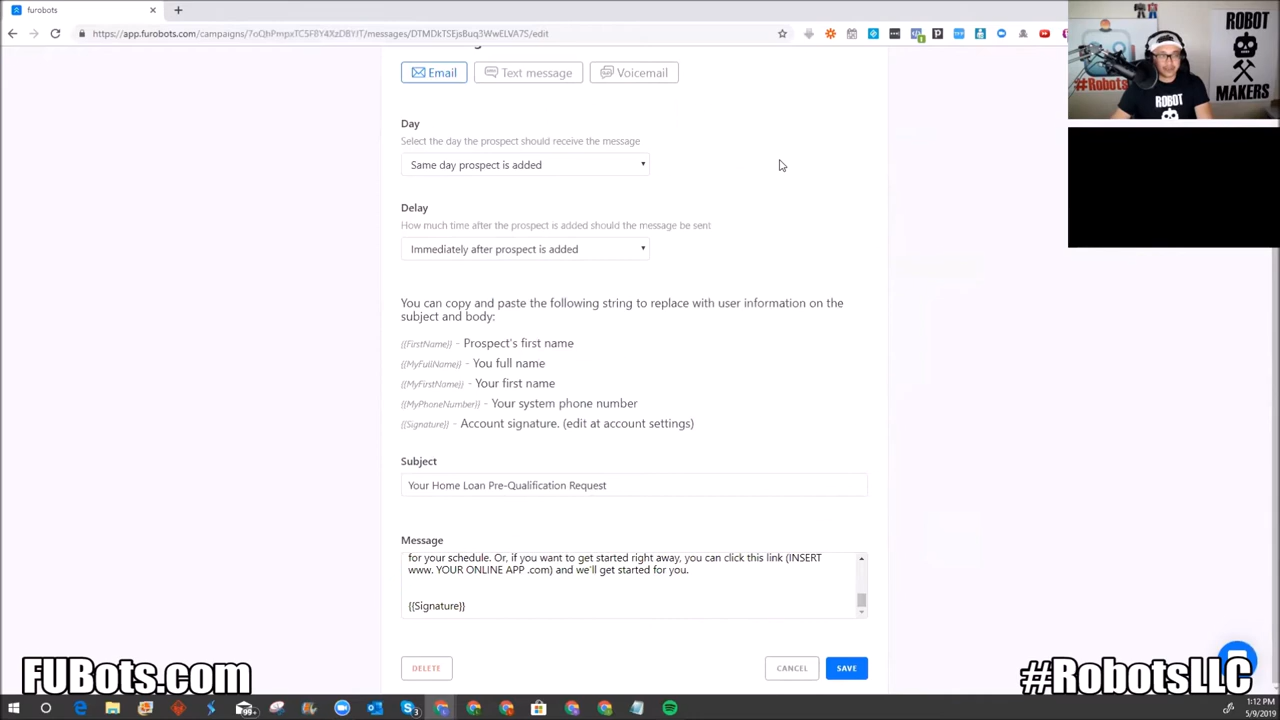 furobots
https://app.furobots.com/campaigns/7oQhPmpxTC5F8Y4XzDBYJT/messages/DTMDkTSEjsBuq3WwELVA7S/edit
Email
Text message
Voicemail
Day
Select the day the prospect should receive the message
Same day prospect is added
Delay
How much time after the prospect is added should the message be sent
Immediately after prospect is added
You can copy and paste the following string to replace with user information on the
subject and body:
{{FirstName}} - Prospect's first name
{{MyFullName}} - You full name
{{MyFirstName}} - Your first name
{{MyPhoneNumber}} - Your system phone number
{{Signature}} - Account signature. (edit at account settings)
Subject
Your Home Loan Pre-Qualification Request
Message
for your schedule. Or, if you want to get started right away, you can click this link (INSERT
www. YOUR ONLINE APP .com) and we'll get started for you.
{{Signature}}
DELETE
CANCEL
SAVE
#Robots
ROBOT
ROBOT
MAKERS
FUBots.com
#RobotsLLC
99+
1:12 PM
5/9/2019